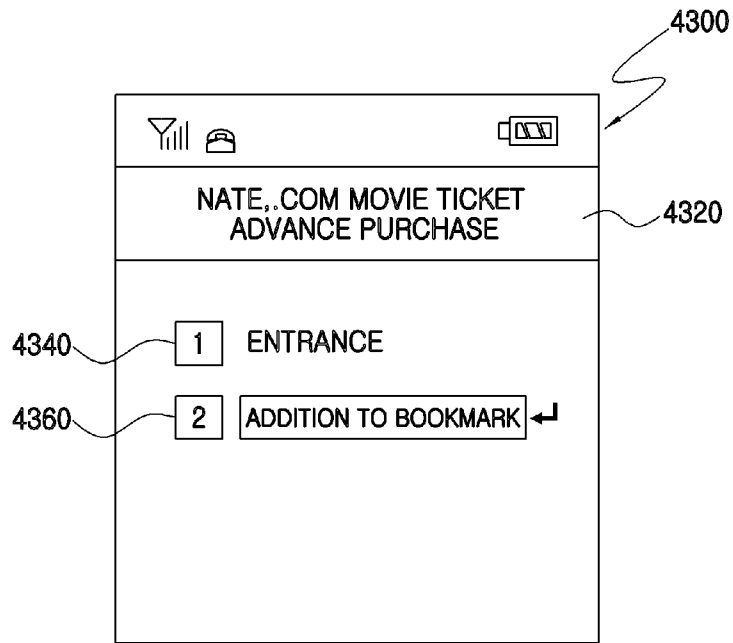 4300
NATE,.COM MOVIE TICKET
ADVANCE PURCHASE
4320
4340
1 ENTRANCE
4360
2 ADDITION TO BOOKMARK